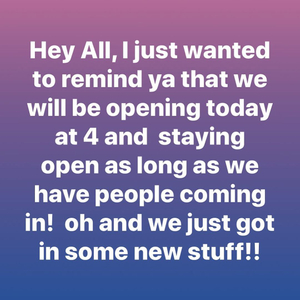 Hey All, I just wanted
to remind ya that we
will be opening today
at 4 and  staying
open as long as we
have people coming
in!  oh and we just got
in some new stuff!!